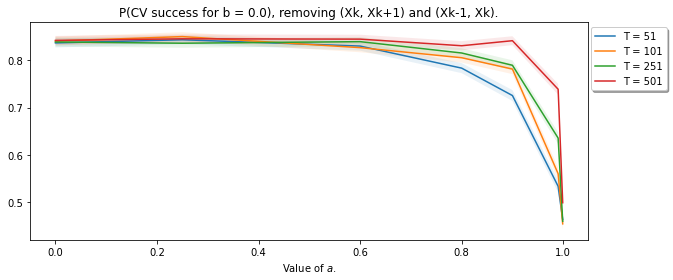 P(CV success for b = 0.0), removing (Xk, Xk+1) and (Xk-1, Xk).
T = 51
T = 101
T = 251
T = 501
0.8
0.7
0.6
0.5
0.0 0.2 0.4 0.6 0.8 1.0
Value of a.